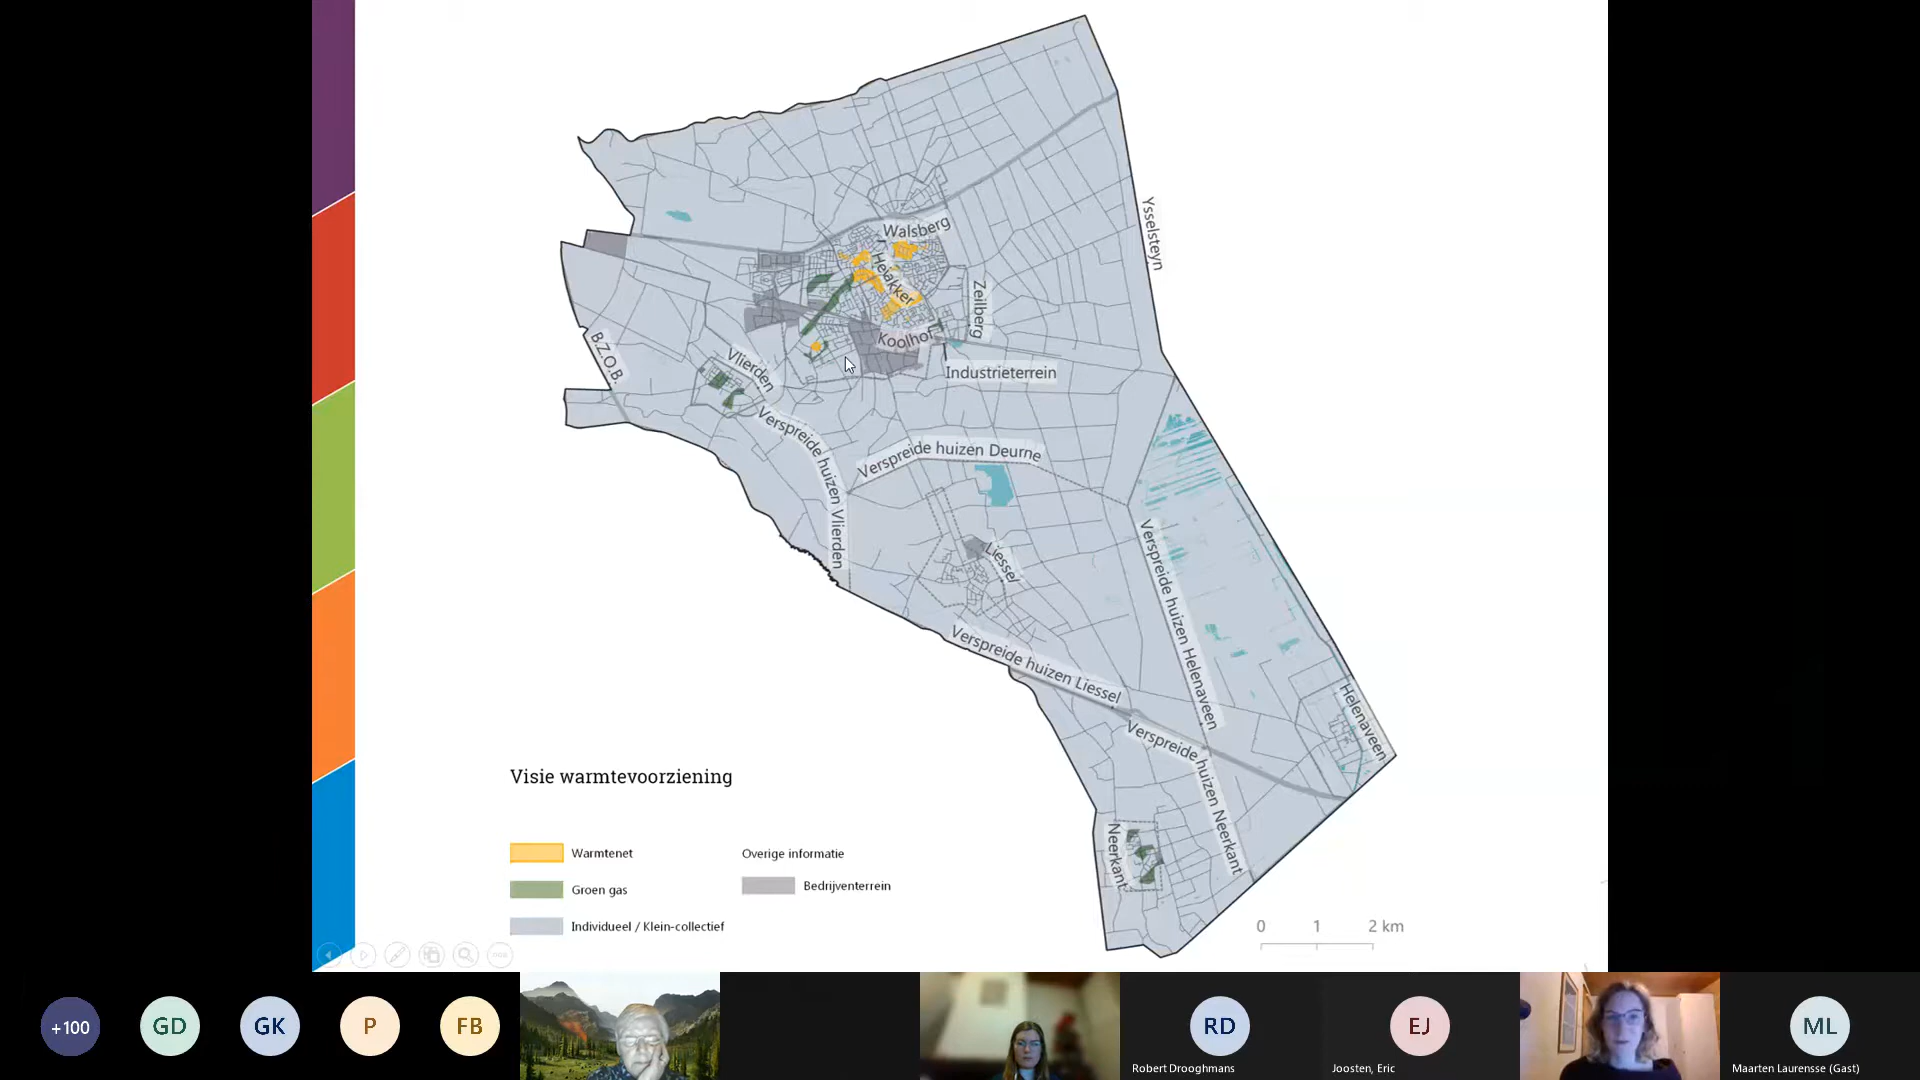 Ysselsteyn
Walsberg
Heiakker
Zeilberg
Koolhof
B.Z.O.B.
Vlierden
Industrieterrein
Verspreide huizen Vlierden
Verspreide huizen Deurne
Liessel
Verspreide huizen Helenaveen
Verspreide huizen Liessel
Helenaveen
Verspreide huizen Neerkant
Neerkant
Visie warmtevoorziening
Warmtenet
Groen gas
Individueel / Klein-collectief
Overige informatie
Bedrijventerrein
0 1 2 km
+100
GD
GK
P
FB
RD
Robert Drooghmans
EJ
Joosten, Eric
ML
Maarten Laurensse (Gast)